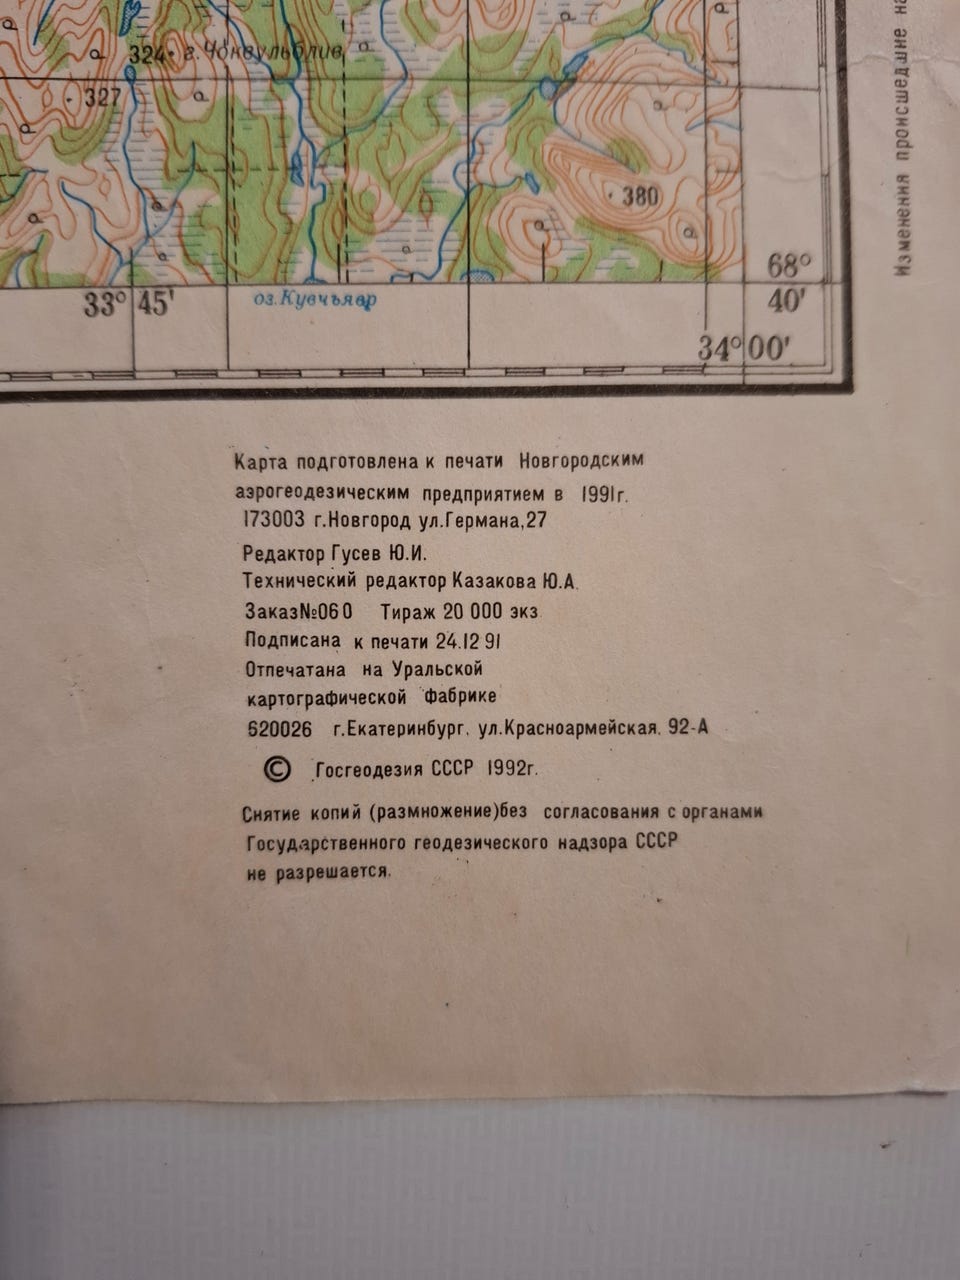 324 г. Чоквульблив
327
380
68°
40'
33° 45'
оз. Кувчъявр
34° 00'
Изменения происшедшие
Карта подготовлена к печати Новгородским
аэрогеодезическим предприятием в 1991г.
173003 г.Новгород ул.Германа,27
Редактор Гусев Ю.И.
Технический редактор Казакова Ю.А.
Заказ№060 Тираж 20 000 экз
Подписана к печати 24.12 91
Отпечатана на Уральской
картографической фабрике
620026 г.Екатеринбург. ул.Красноармейская. 92-А
© Госгеодезия СССР 1992г.
Снятие копий (размножение)без согласования с органами
Государственного геодезического надзора СССР
не разрешается.